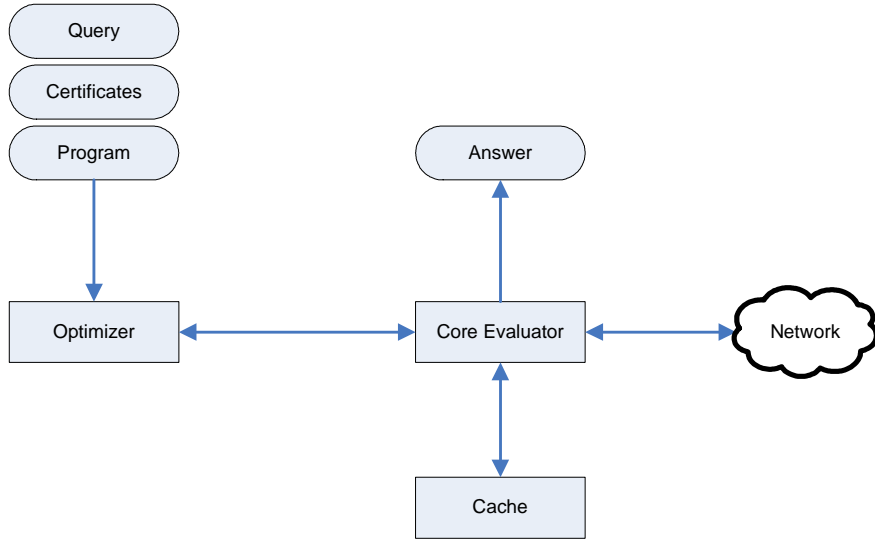 Query
Certificates
Program
Answer
Optimizer
Core Evaluator
Network
Cache